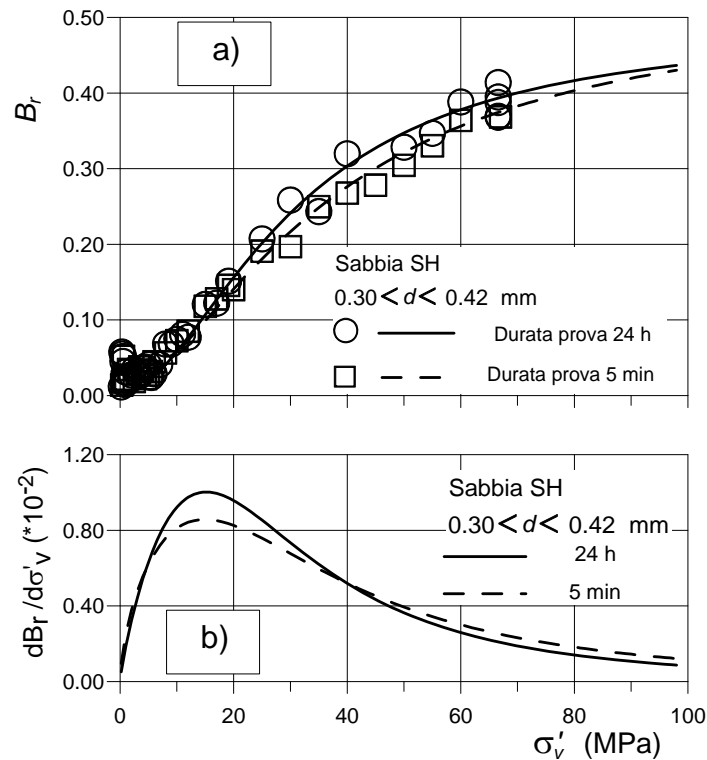 a)
0.50
0.40
0.30
0.20
0.10
0.00
B_r
Sabbia SH
0.30 < d < 0.42 mm
Durata prova 24 h
Durata prova 5 min
1.20
0.80
0.40
0.00
dB_r /dσ'_v (*10^-2)
Sabbia SH
0.30 < d < 0.42 mm
24 h
5 min
b)
0 20 40 60 80 100
σ_v' (MPa)